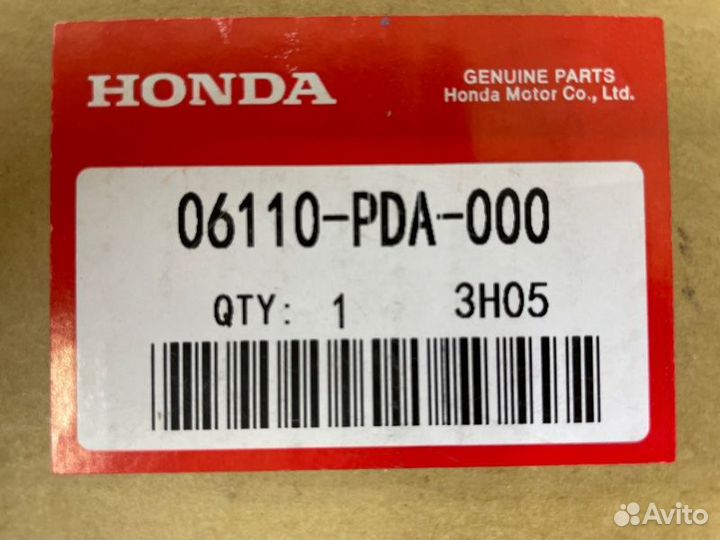 HONDA
GENUINE PARTS
Honda Motor Co., Ltd.
06110-PDA-000
QTY: 1 3H05
Avito